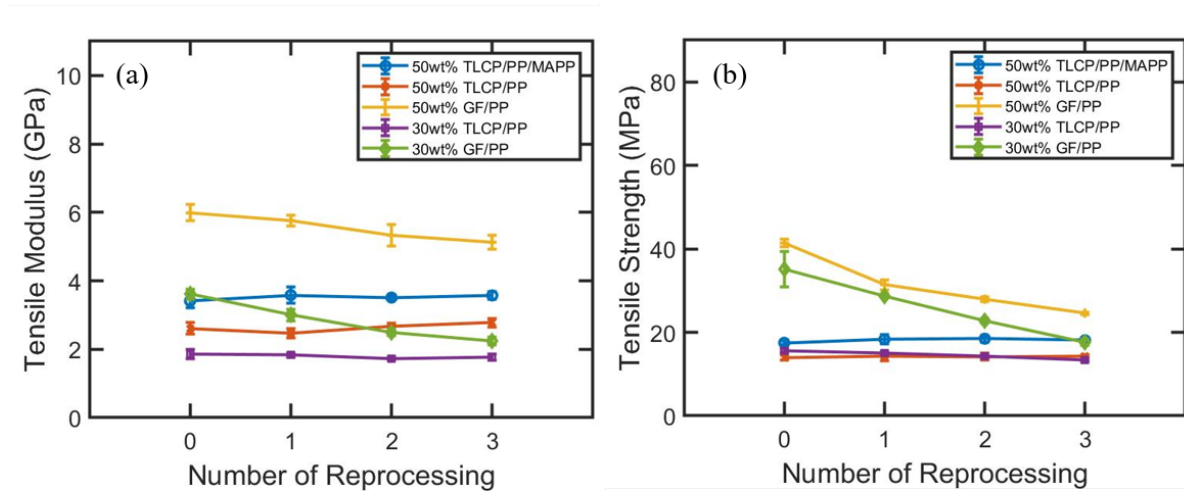 (a)
50wt% TLCP/PP/MAPP
50wt% TLCP/PP
50wt% GF/PP
30wt% TLCP/PP
30wt% GF/PP
Tensile Modulus (GPa)
10
8
6
4
2
0
0 1 2 3
Number of Reprocessing
(b)
50wt% TLCP/PP/MAPP
50wt% TLCP/PP
50wt% GF/PP
30wt% TLCP/PP
30wt% GF/PP
Tensile Strength (MPa)
80
60
40
20
0
0 1 2 3
Number of Reprocessing